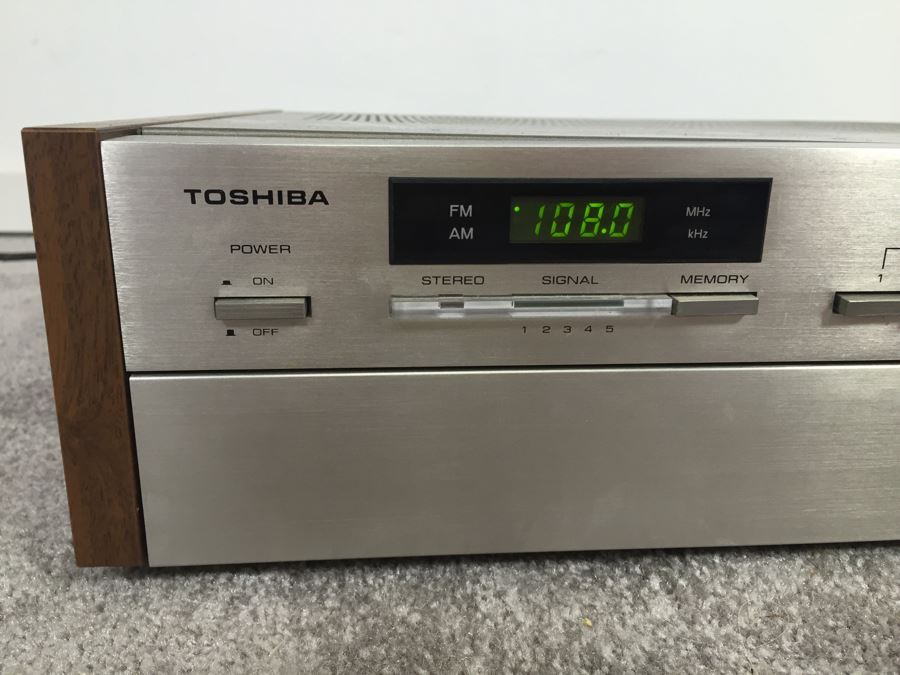 TOSHIBA
FM 108.0 MHz
AM kHz
POWER
ON
OFF
STEREO SIGNAL MEMORY
1 2 3 4 5
1